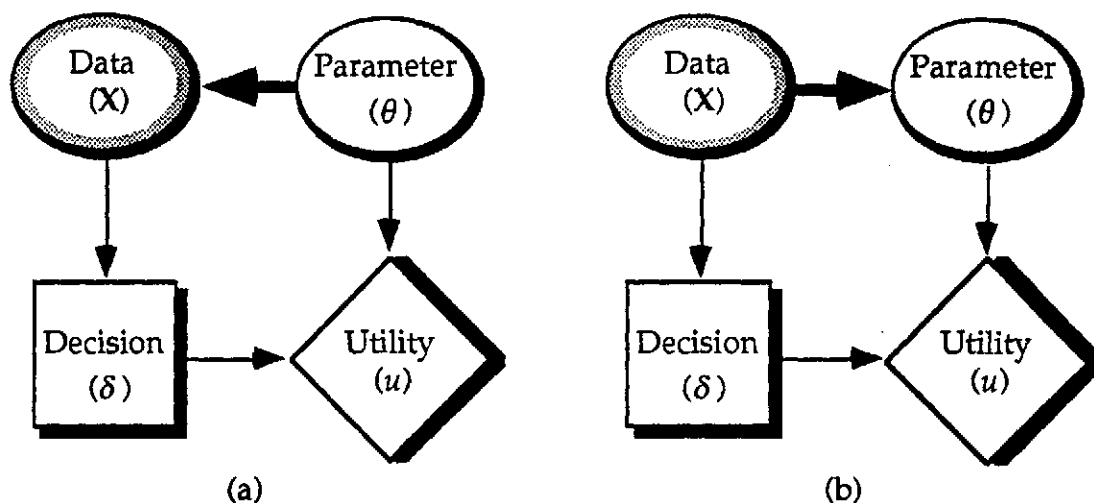 Data
(X)
Parameter
(θ)
Decision
(δ)
Utility
(u)
(a)
Data
(X)
Parameter
(θ)
Decision
(δ)
Utility
(u)
(b)